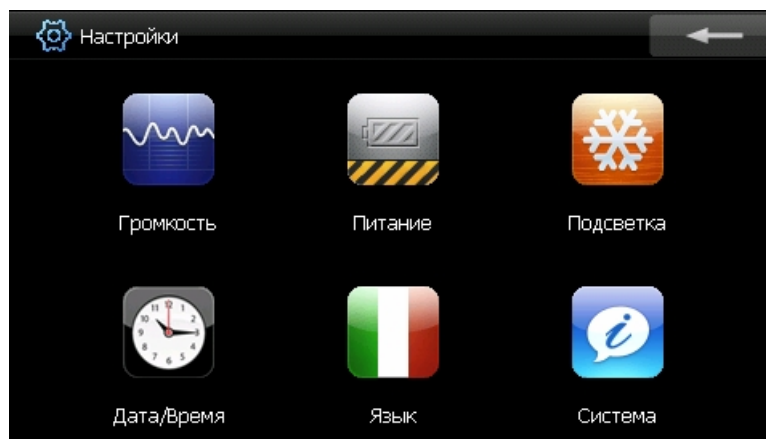 Настройки
Громкость
Питание
Подсветка
Дата/Время
Язык
Система